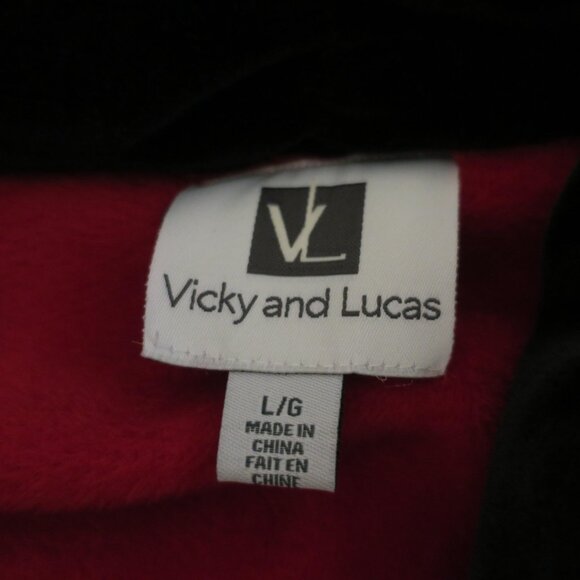 VL
Vicky and Lucas
L/G
MADE IN
CHINA
FAIT EN
CHINE